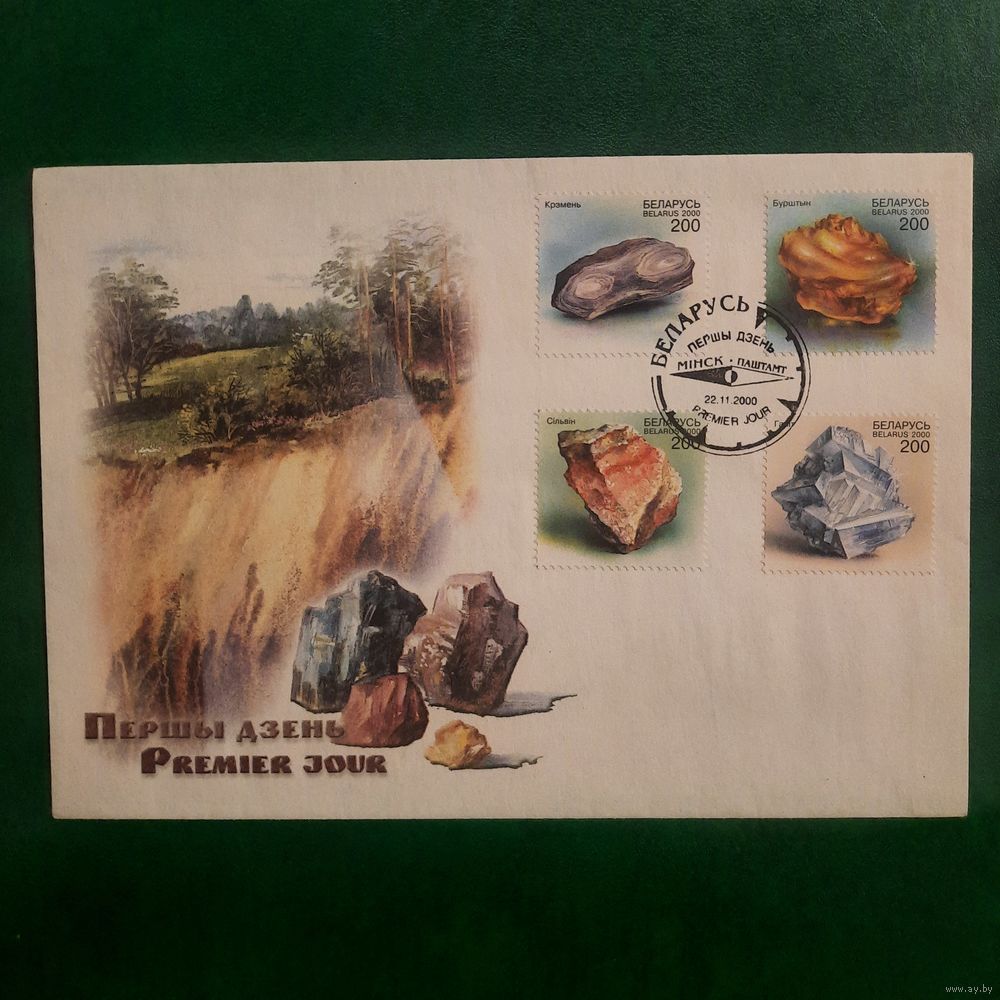 Крэмень
БЕЛАРУСЬ
BELARUS 2000
200
Бурштын
БЕЛАРУСЬ
BELARUS 2000
200
БЕЛАРУСЬ
ПЕРШЫ ДЗЕНЬ
МІНСК · ПАШТАМТ
22.11.2000
PREMIER JOUR
Сільвін
БЕЛАРУСЬ
BELARUS 2000
200
БЕЛАРУСЬ
BELARUS 2000
200
Першы дзень
Premier jour
www.ay.by